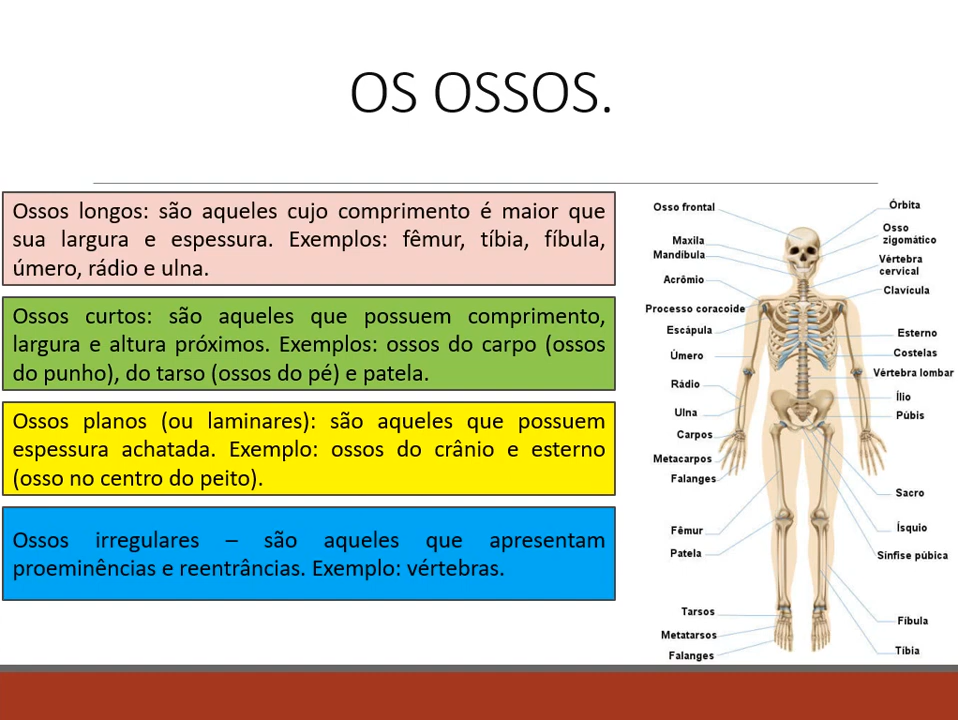 OS OSSOS.
Ossos longos: são aqueles cujo comprimento é maior que
sua largura e espessura. Exemplos: fêmur, tíbia, fíbula,
úmero, rádio e ulna.
Ossos curtos: são aqueles que possuem comprimento,
largura e altura próximos. Exemplos: ossos do carpo (ossos
do punho), do tarso (ossos do pé) e patela.
Ossos planos (ou laminares): são aqueles que possuem
espessura achatada. Exemplo: ossos do crânio e esterno
(osso no centro do peito).
Ossos irregulares – são aqueles que apresentam
proeminências e reentrâncias. Exemplo: vértebras.
Osso frontal
Maxila
Mandíbula
Acrômio
Processo coracoide
Escápula
Úmero
Rádio
Ulna
Carpos
Metacarpos
Falanges
Fêmur
Patela
Tarsos
Metatarsos
Falanges
Órbita
Osso
zigomático
Vértebra
cervical
Clavícula
Esterno
Costelas
Vértebra lombar
Ílio
Púbis
Sacro
Ísquio
Sínfise púbica
Fíbula
Tíbia